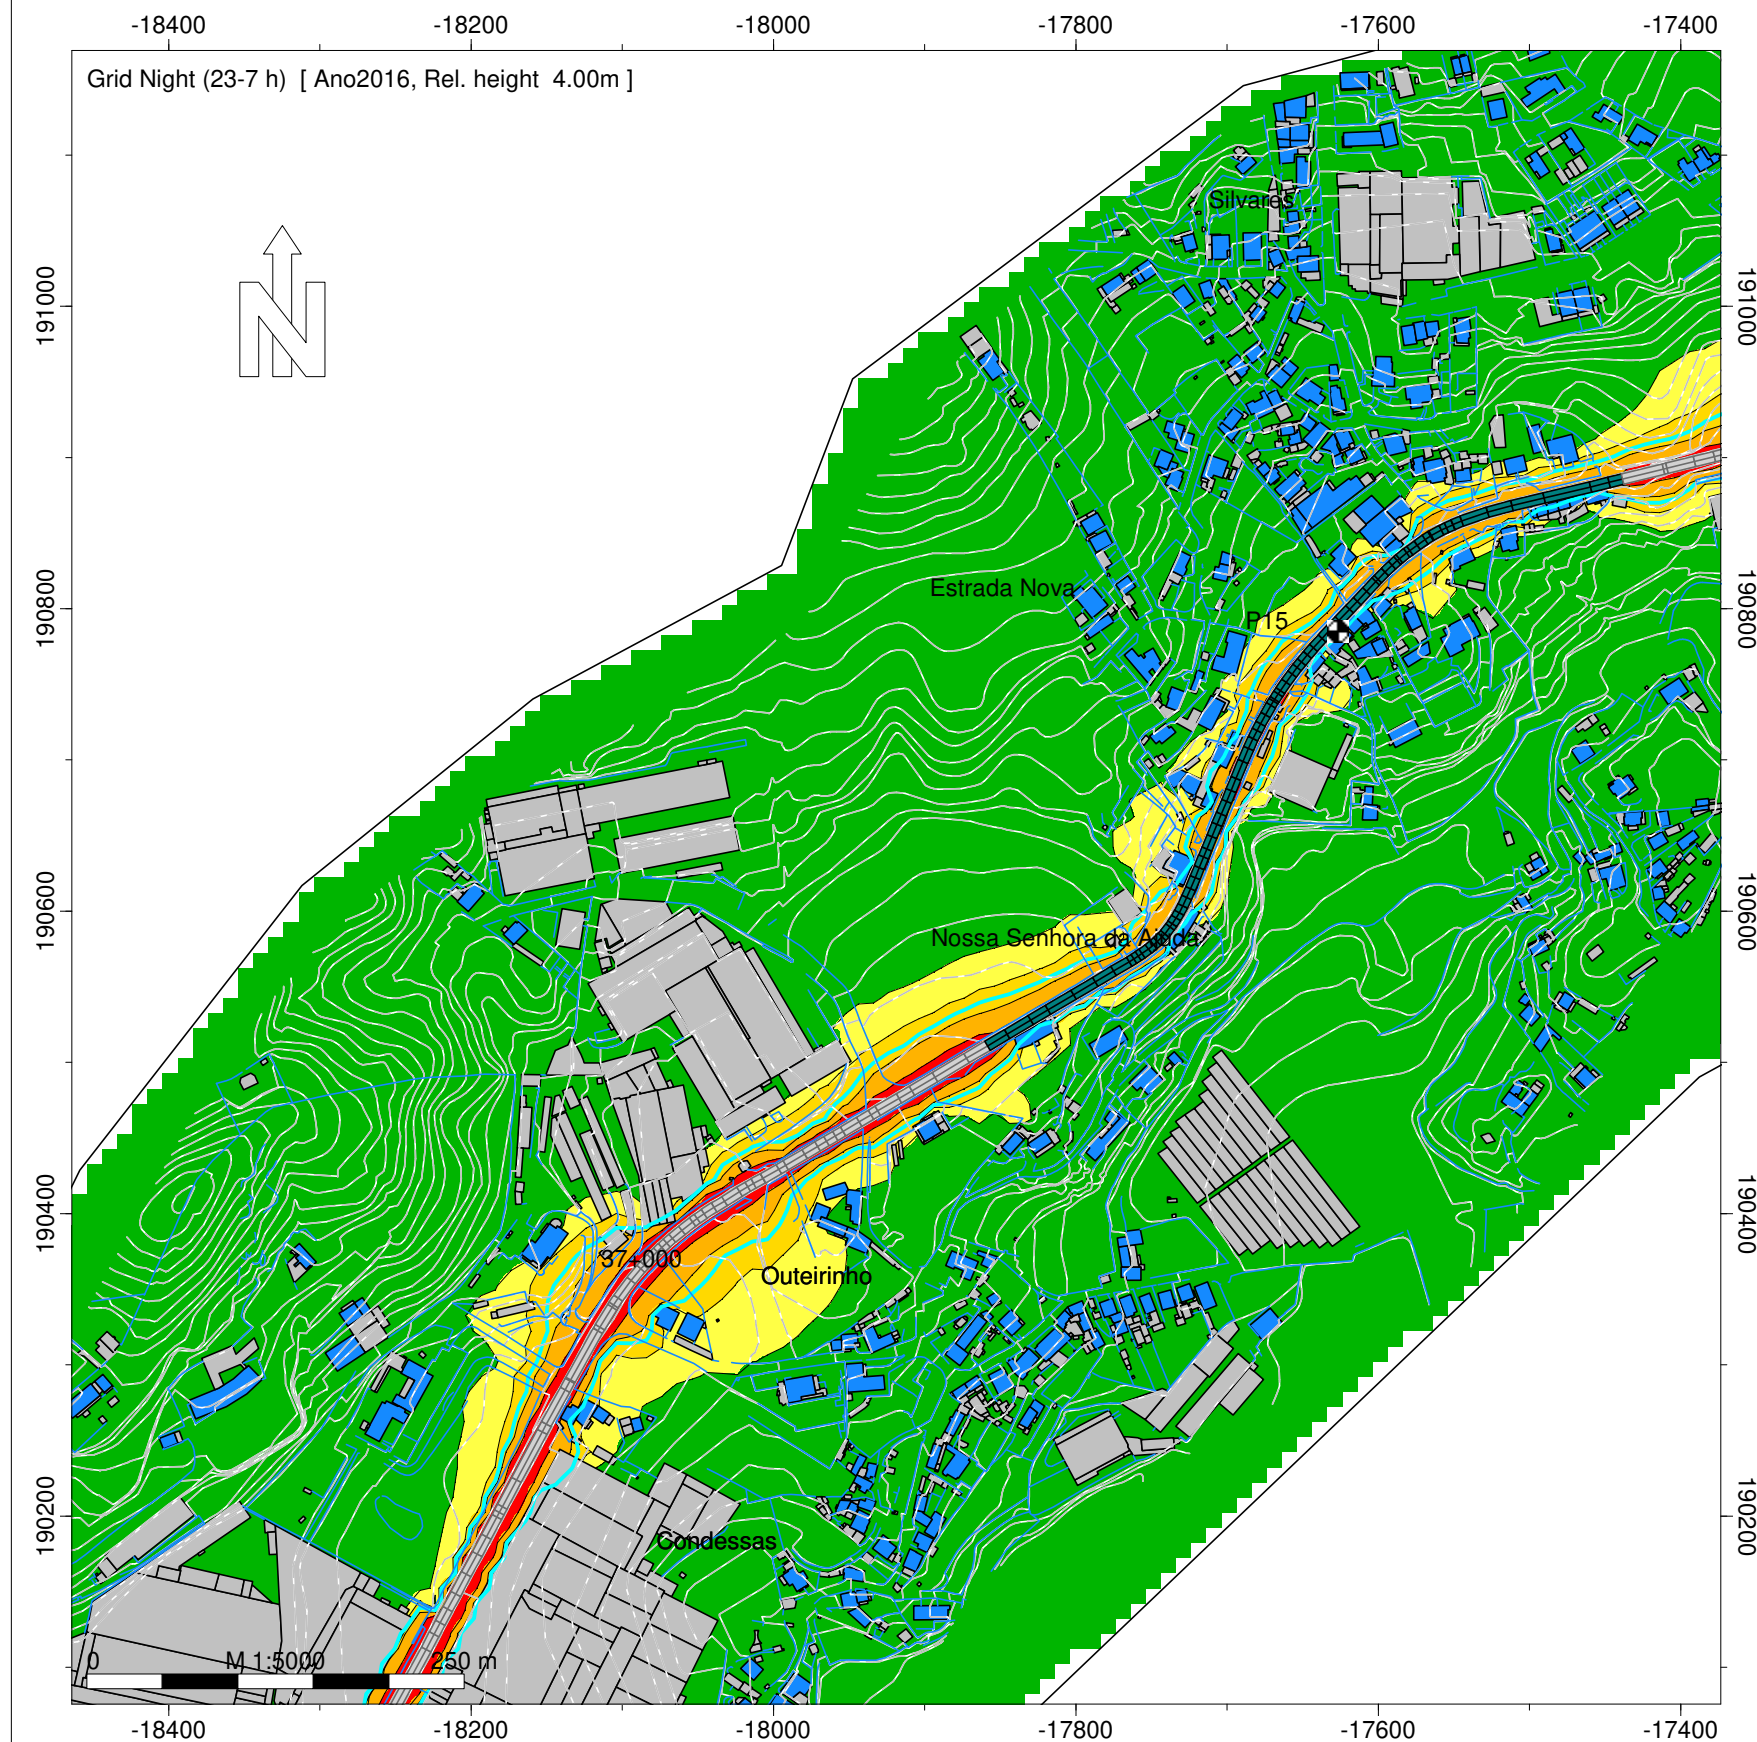 -18400 -18200 -18000 -17800 -17600 -17400
Grid Night (23-7 h) [ Ano2016, Rel. height 4.00m ]
N
Silvares
191000 191000
Estrada Nova
190800 190800
P15
190600 190600
Nossa Senhora da Ajuda
190400 190400
37+000
Outeirinho
190200 190200
Condessas
0 M 1:5000 250 m
-18400 -18200 -18000 -17800 -17600 -17400